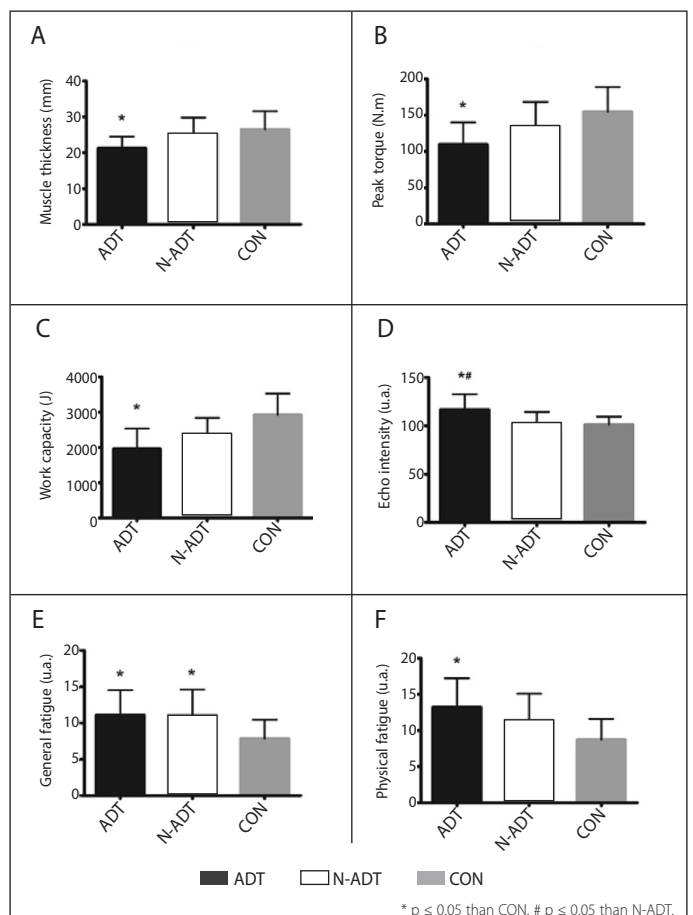 A
Muscle thickness (mm)
40
30
20
10
0
*
ADT
N-ADT
CON
B
Peak torque (N.m)
200
150
100
50
0
*
ADT
N-ADT
CON
C
Work capacity (J)
4000
3000
2000
1000
0
*
ADT
N-ADT
CON
D
Echo intensity (u.a.)
150
100
50
0
*#
ADT
N-ADT
CON
E
General fatigue (u.a.)
20
15
10
5
0
*
*
ADT
N-ADT
CON
F
Physical fatigue (u.a.)
20
15
10
5
0
*
ADT
N-ADT
CON
ADT N-ADT CON
* p ≤ 0.05 than CON. # p ≤ 0.05 than N-ADT.